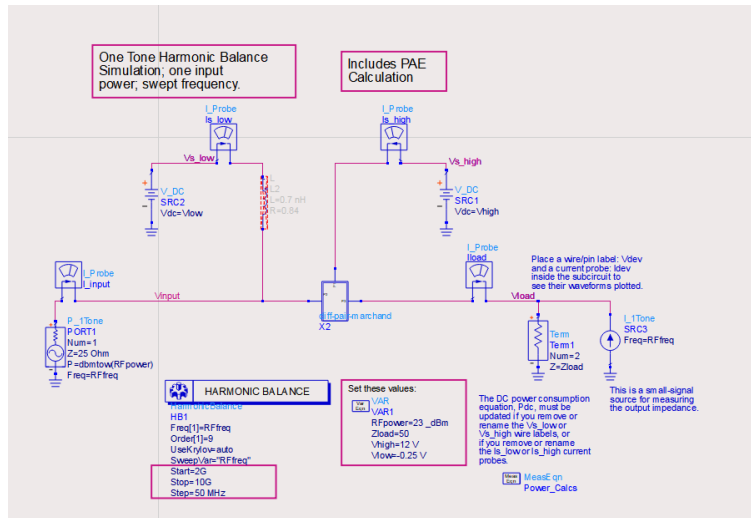 One Tone Harmonic Balance
Simulation; one input
power; swept frequency.
Includes PAE
Calculation
I_Probe
Is_low
I_Probe
Is_high
Vs_low
Vs_high
V_DC
SRC2
Vdc=Vlow
L
L2
L=0.7 nH
R=0.84
V_DC
SRC1
Vdc=Vhigh
I_Probe
I_input
Vinput
diff-pair-marchand
X2
I_Probe
Iload
Vload
Place a wire/pin label: Vdev
and a current probe: Idev
inside the subcircuit to
see their waveforms plotted.
P_1Tone
PORT1
Num=1
Z=25 Ohm
P=dbmtow(RFpower)
Freq=RFfreq
Term
Term1
Num=2
Z=Zload
I_1Tone
SRC3
Freq=RFfreq
This is a small-signal
source for measuring
the output impedance.
HARMONIC BALANCE
HarmonicBalance
HB1
Freq[1]=RFfreq
Order[1]=9
UseKrylov=auto
SweepVar="RFfreq"
Start=2G
Stop=10G
Step=50 MHz
Set these values:
Var
Eqn
VAR
VAR1
RFpower=23 _dBm
Zload=50
Vhigh=12 V
Vlow=-0.25 V
The DC power consumption
equation, Pdc, must be
updated if you remove or
rename the Vs_low or
Vs_high wire labels, or
if you remove or rename
the Is_low or Is_high current
probes.
Meas
Eqn
MeasEqn
Power_Calcs